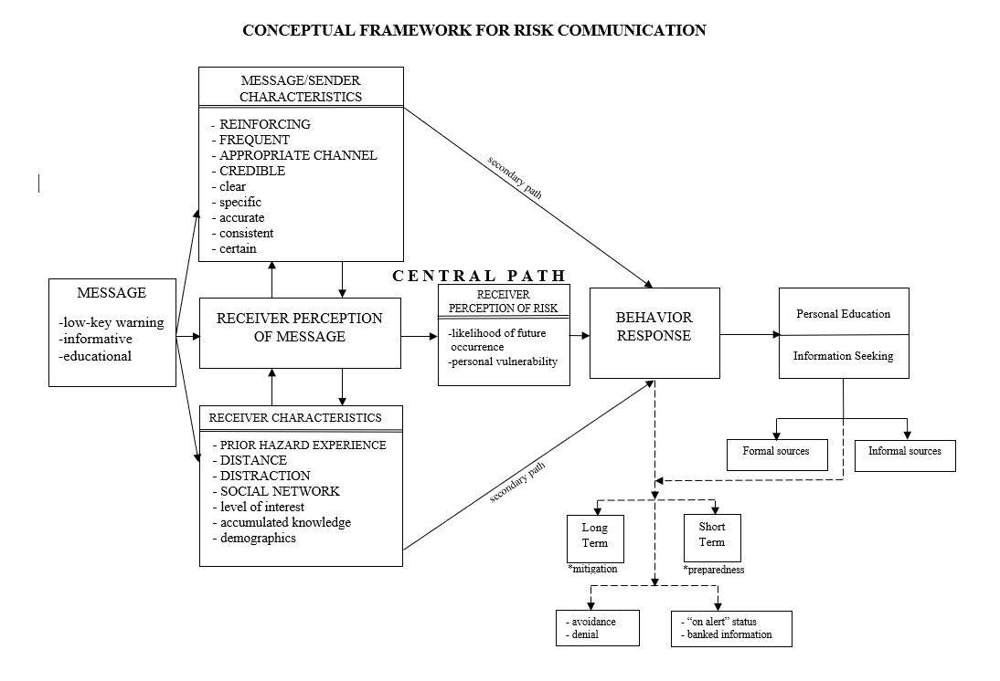 CONCEPTUAL FRAMEWORK FOR RISK COMMUNICATION
MESSAGE/SENDER
CHARACTERISTICS
- REINFORCING
- FREQUENT
- APPROPRIATE CHANNEL
- CREDIBLE
- clear
- specific
- accurate
- consistent
- certain
secondary path
MESSAGE
-low-key warning
-informative
-educational
RECEIVER PERCEPTION
OF MESSAGE
CENTRAL PATH
RECEIVER
PERCEPTION OF RISK
-likelihood of future
occurrence
-personal vulnerability
BEHAVIOR
RESPONSE
Personal Education
Information Seeking
RECEIVER CHARACTERISTICS
- PRIOR HAZARD EXPERIENCE
- DISTANCE
- DISTRACTION
- SOCIAL NETWORK
- level of interest
- accumulated knowledge
- demographics
secondary path
Formal sources
Informal sources
Long
Term
*mitigation
Short
Term
*preparedness
- avoidance
- denial
- “on alert” status
- banked information